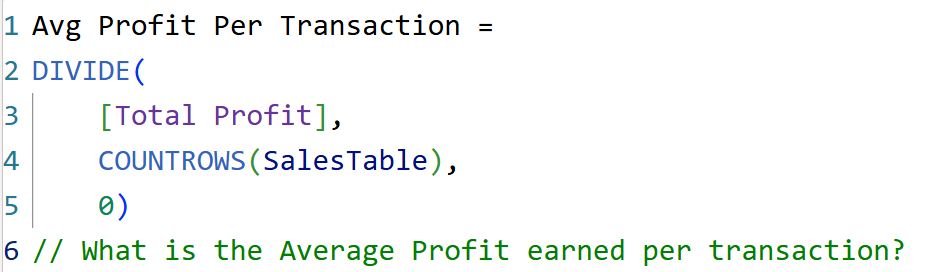 1 Avg Profit Per Transaction =
2 DIVIDE(
3 [Total Profit],
4 COUNTROWS(SalesTable),
5 0)
6 // What is the Average Profit earned per transaction?